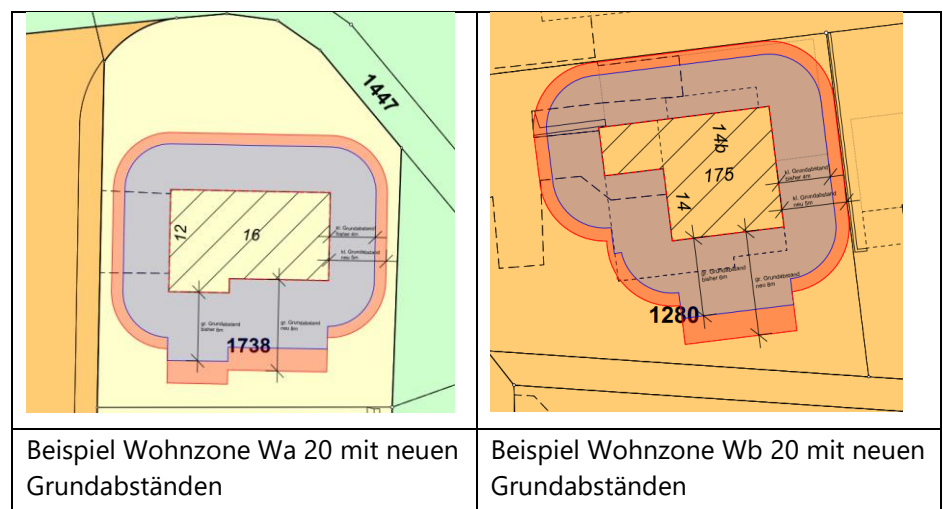 1447
12
16
kl. Grundabstand
bisher 4m
kl. Grundabstand
neu 5m
gr. Grundabstand
bisher 6m
gr. Grundabstand
neu 8m
1738
14b
175
14
kl. Grundabstand
bisher 4m
kl. Grundabstand
neu 5m
gr. Grundabstand
bisher 6m
gr. Grundabstand
neu 8m
1280
Beispiel Wohnzone Wa 20 mit neuen
Grundabständen
Beispiel Wohnzone Wb 20 mit neuen
Grundabständen